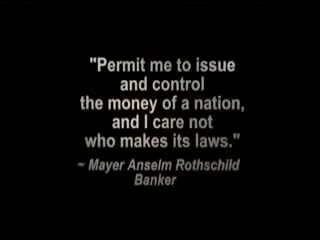 "Permit me to issue
and control
the money of a nation,
and I care not
who makes its laws."
~ Mayer Anselm Rothschild
Banker